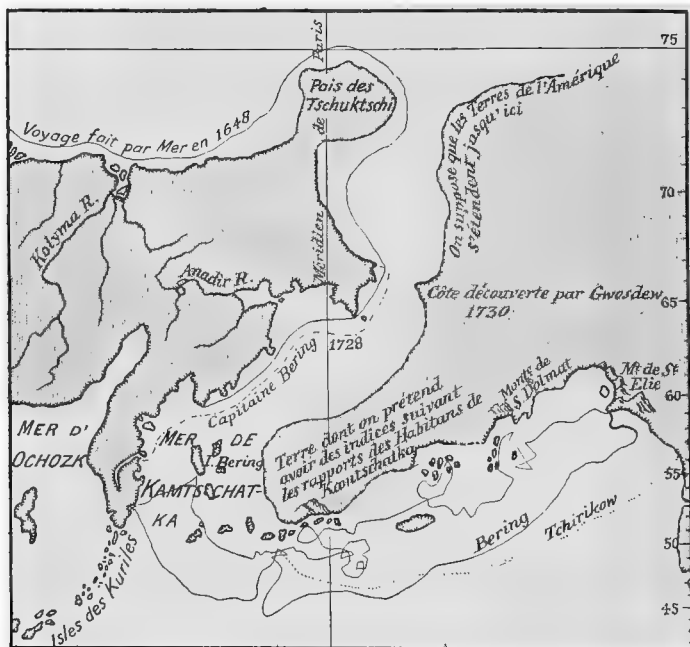 75
Paris
de
Méridien
Pais des
Tschuktschi
Voyage fait par Mer en 1648
On suppose que les Terres de l'Amérique
s'étendent jusqu'ici
70
Kolyma R.
Anadir R.
Côte découverte par Gwosdew
1730
65
1728
Capitaine Bering
Monts de
S. Dolmat
Mt. de St.
Elie
60
MER D'
OCHOZK
MER DE
KAMTSCHAT-
KA
I. Bering
Terre dont on prétend
avoir des indices suivant
les rapports des Habitans de
Kamtschatka
55
Bering
Tchirikow
50
Isles des Kuriles
45